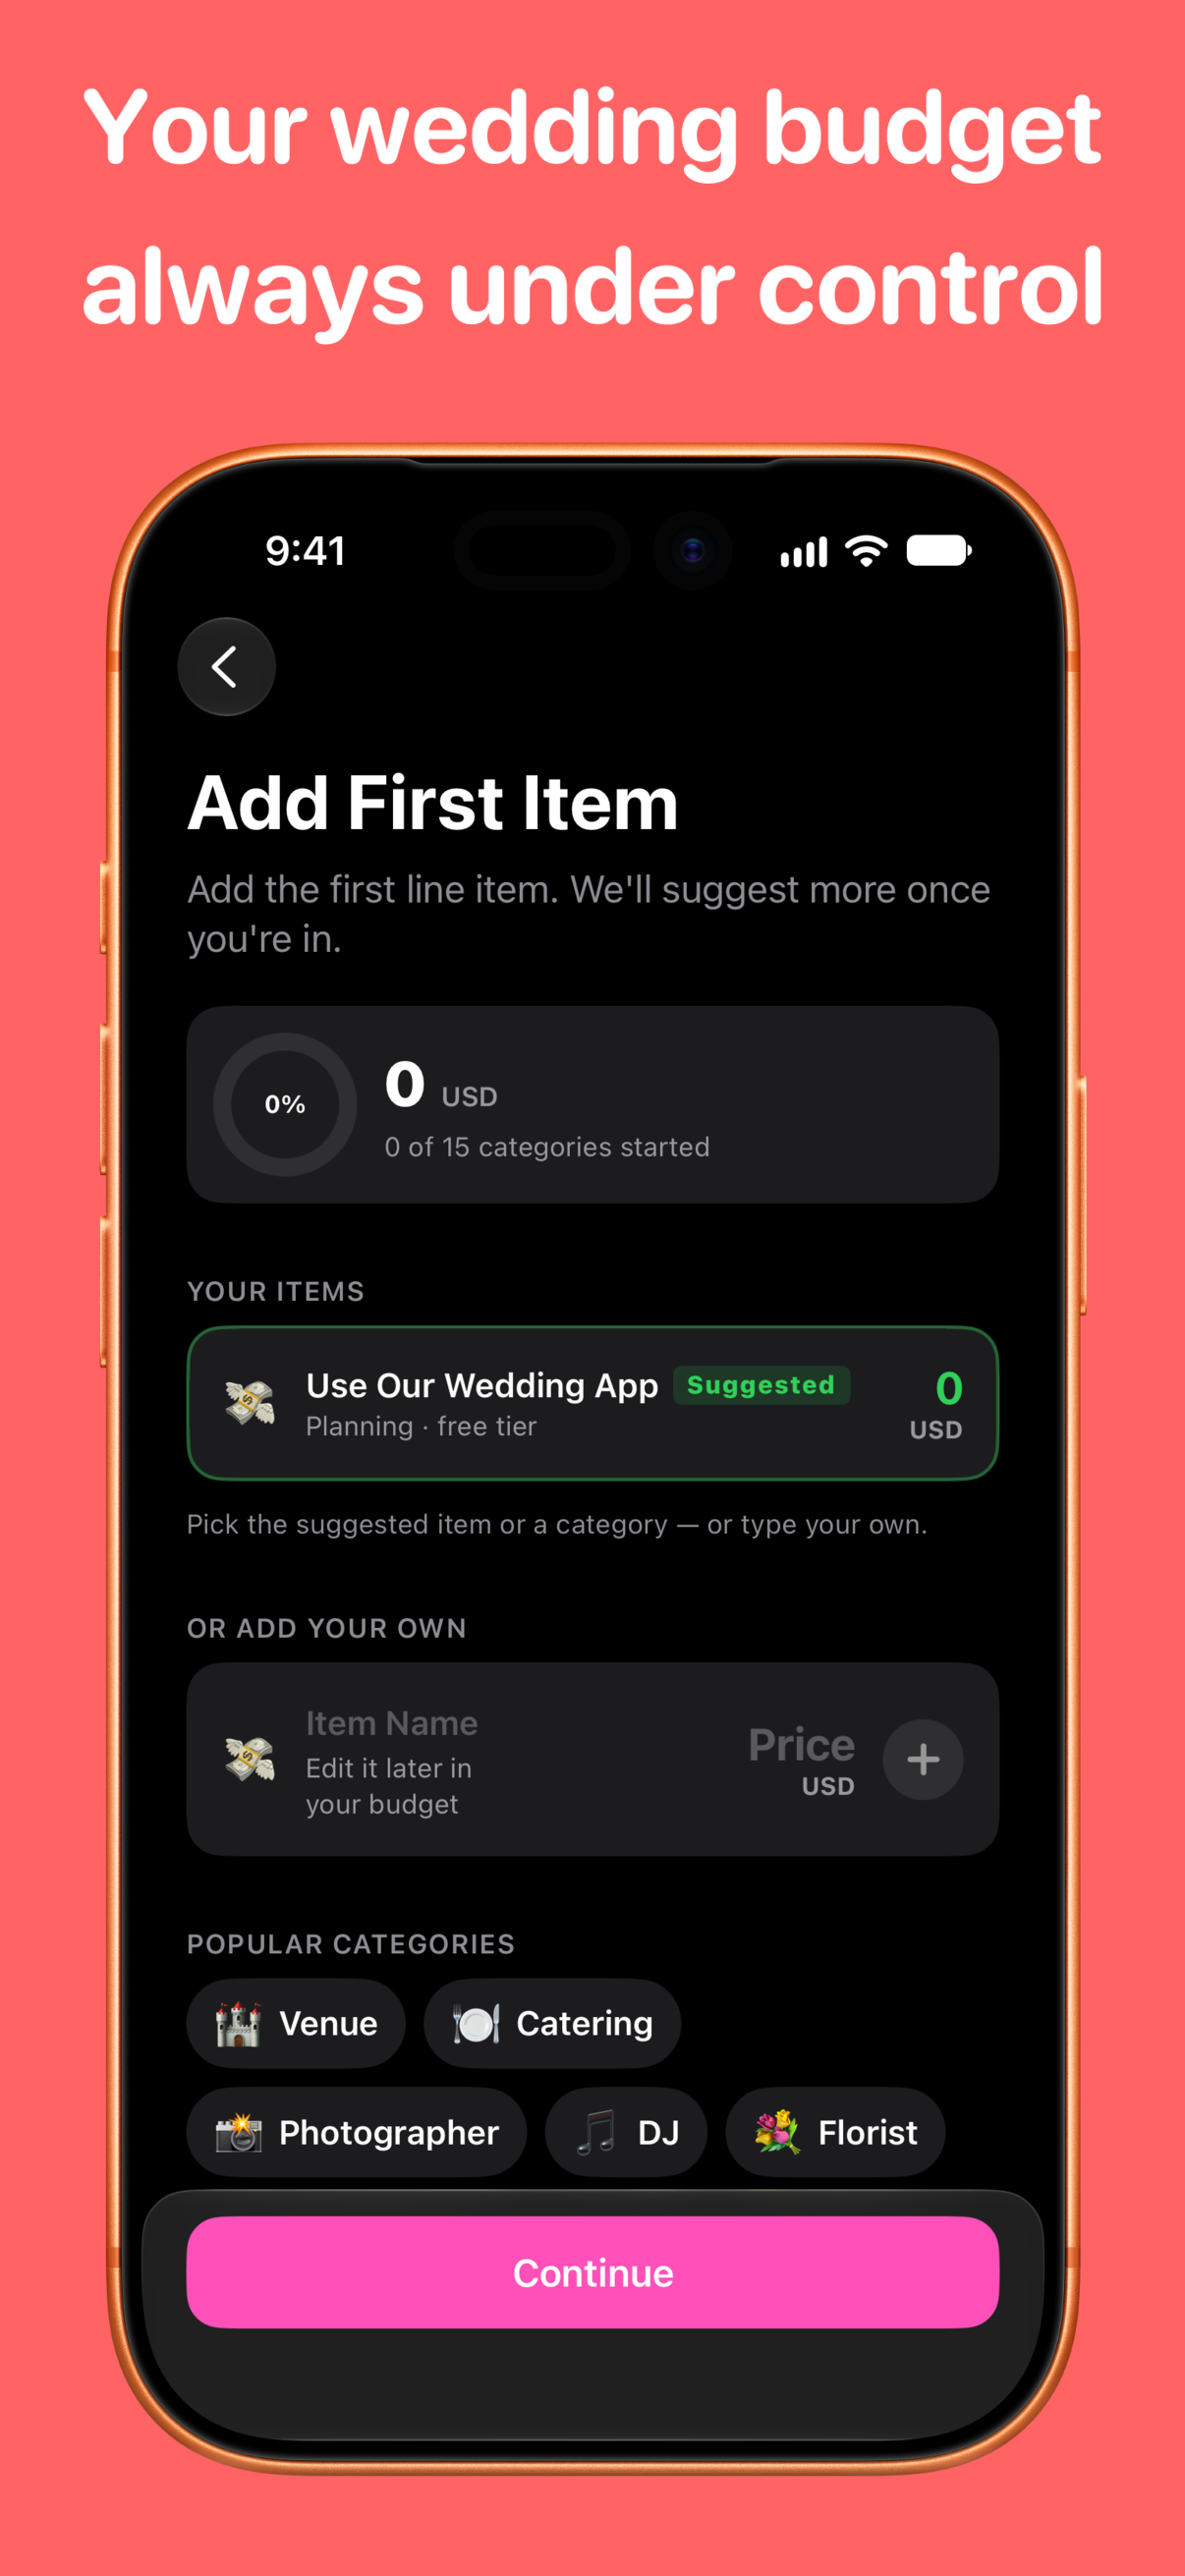 Your wedding budget
always under control
9:41
Add First Item
Add the first line item. We'll suggest more once
you're in.
0%
0 USD
0 of 15 categories started
YOUR ITEMS
Use Our Wedding App Suggested
Planning · free tier
0
USD
Pick the suggested item or a category — or type your own.
OR ADD YOUR OWN
Item Name
Edit it later in
your budget
Price
USD
POPULAR CATEGORIES
Venue
Catering
Photographer
DJ
Florist
Continue